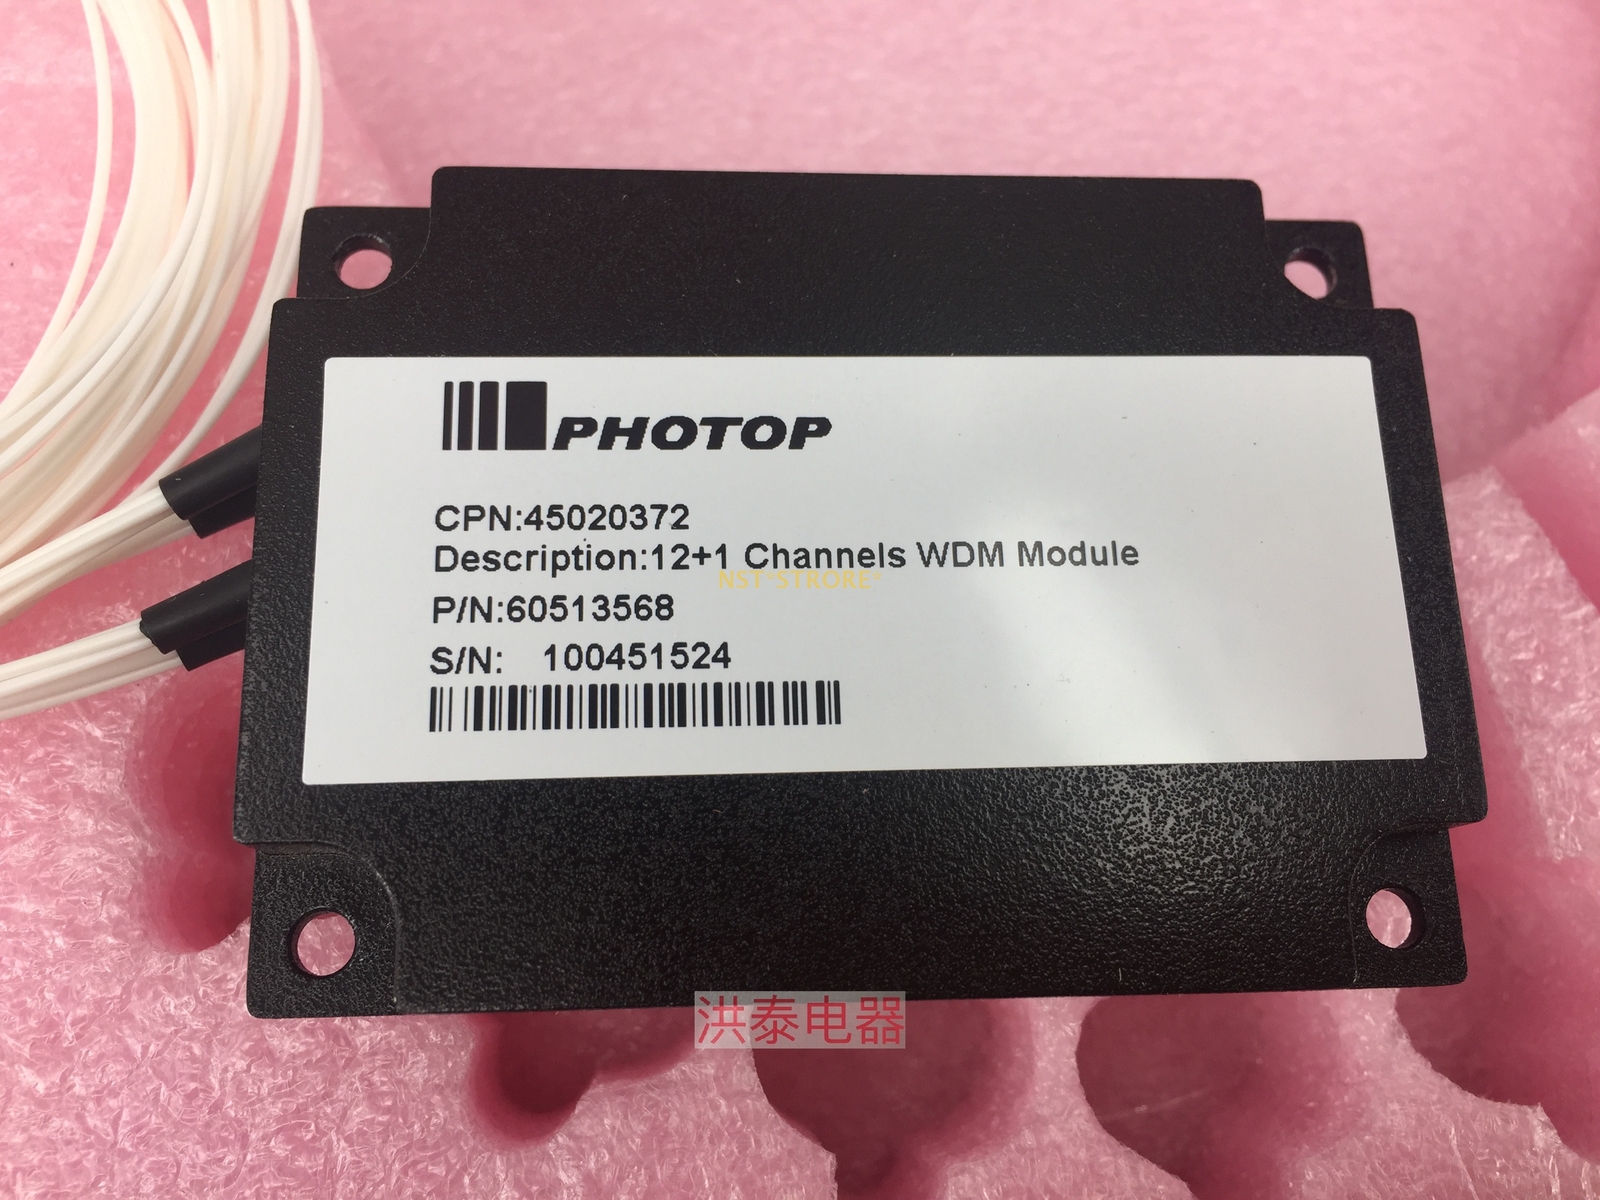 PHOTOP
CPN:45020372
Description:12+1 Channels WDM Module
NST-STRORE
P/N:60513568
S/N: 100451524
洪泰电器